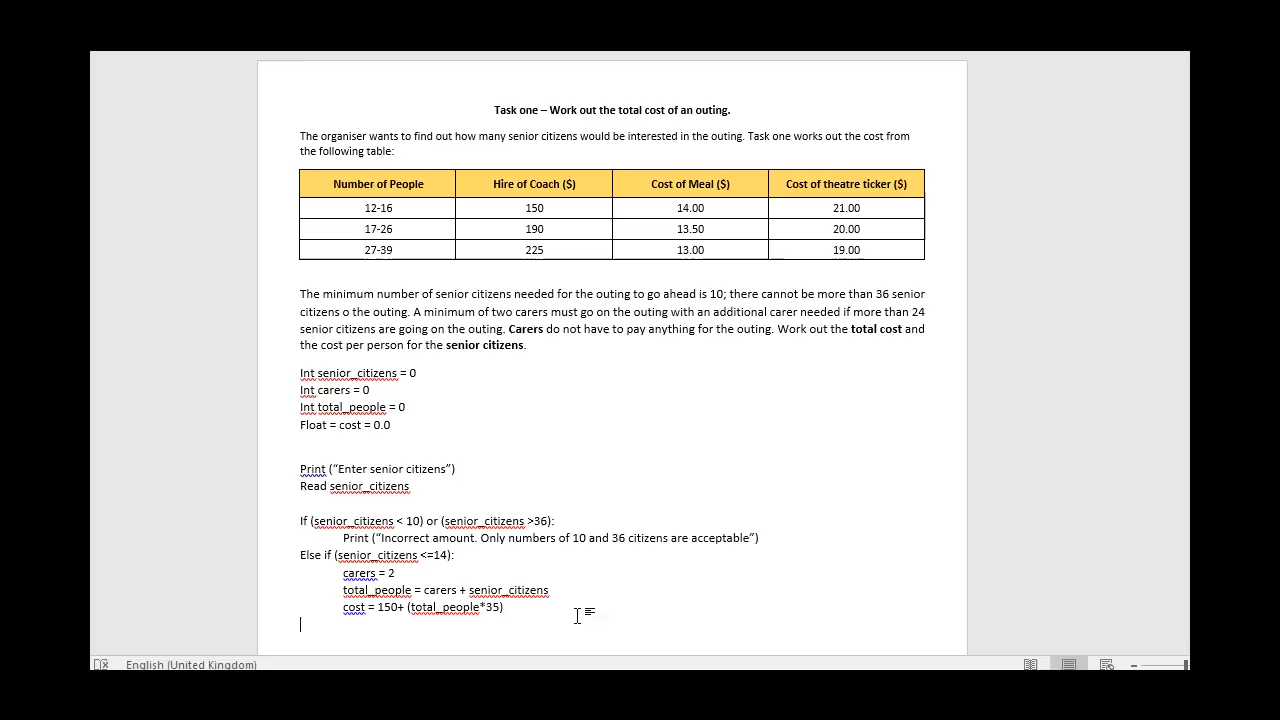 Task one – Work out the total cost of an outing.
The organiser wants to find out how many senior citizens would be interested in the outing. Task one works out the cost from
the following table:
Number of People Hire of Coach ($) Cost of Meal ($) Cost of theatre ticker ($)
12-16 150 14.00 21.00
17-26 190 13.50 20.00
27-39 225 13.00 19.00
The minimum number of senior citizens needed for the outing to go ahead is 10; there cannot be more than 36 senior
citizens o the outing. A minimum of two carers must go on the outing with an additional carer needed if more than 24
senior citizens are going on the outing. Carers do not have to pay anything for the outing. Work out the total cost and
the cost per person for the senior citizens.
Int senior_citizens = 0
Int carers = 0
Int total_people = 0
Float = cost = 0.0
Print (“Enter senior citizens”)
Read senior_citizens
If (senior_citizens < 10) or (senior_citizens >36):
Print (“Incorrect amount. Only numbers of 10 and 36 citizens are acceptable”)
Else if (senior_citizens <=14):
carers = 2
total_people = carers + senior_citizens
cost = 150+ (total_people*35)
English (United Kingdom)